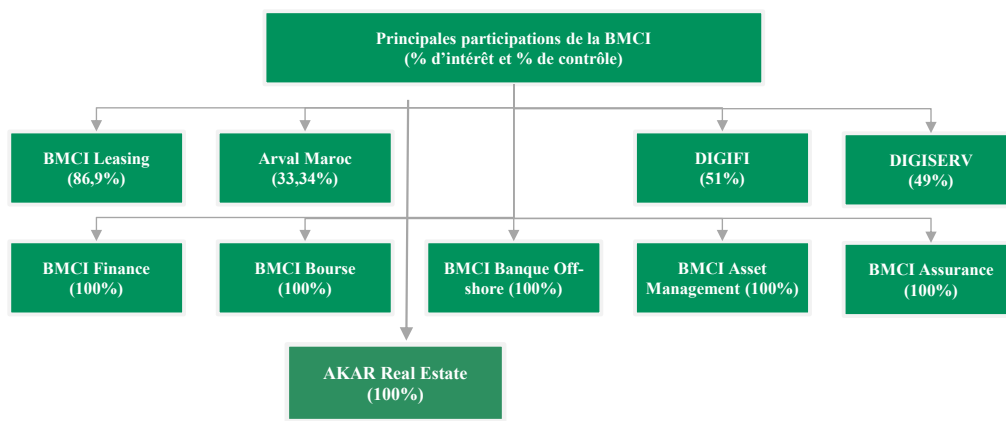 Principales participations de la BMCI
(% d’intérêt et % de contrôle)
BMCI Leasing
(86,9%)
Arval Maroc
(33,34%)
DIGIFI
(51%)
DIGISERV
(49%)
BMCI Finance
(100%)
BMCI Bourse
(100%)
BMCI Banque Off-
shore (100%)
BMCI Asset
Management (100%)
BMCI Assurance
(100%)
AKAR Real Estate
(100%)